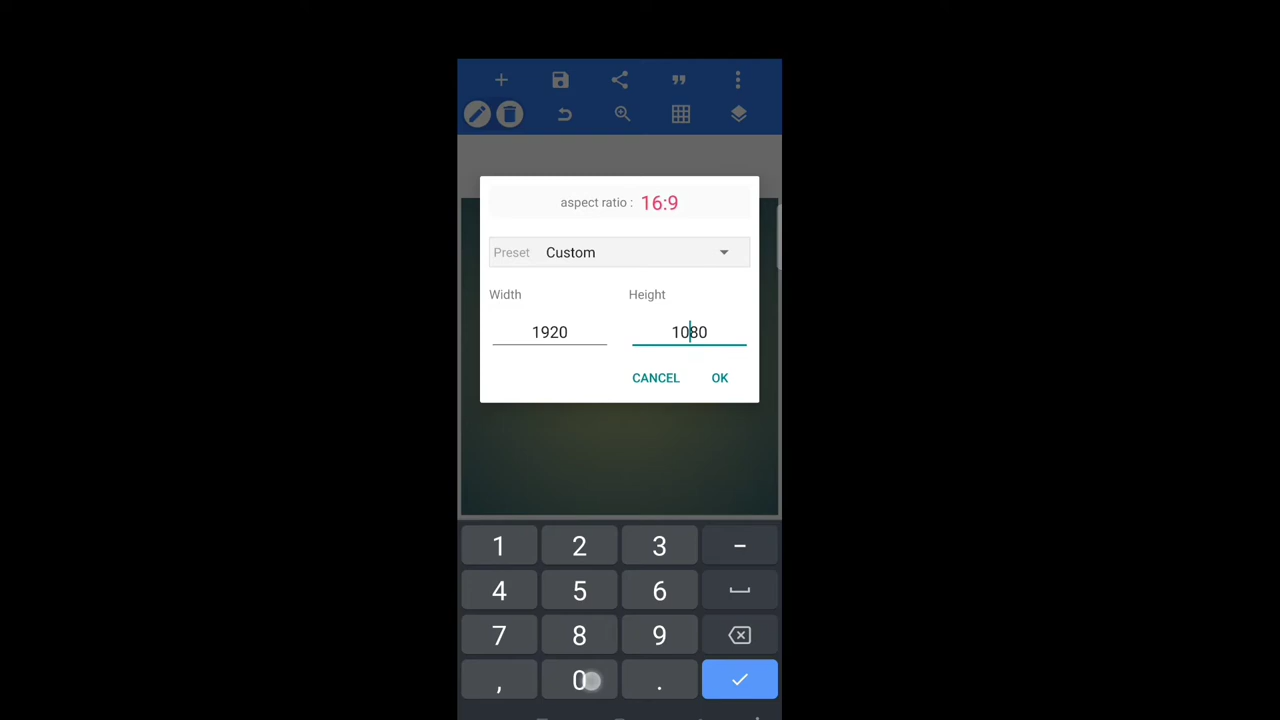 aspect ratio : 16:9
Preset Custom
Width Height
1920 1080
CANCEL OK
1 2 3 –
4 5 6
7 8 9
, 0 .